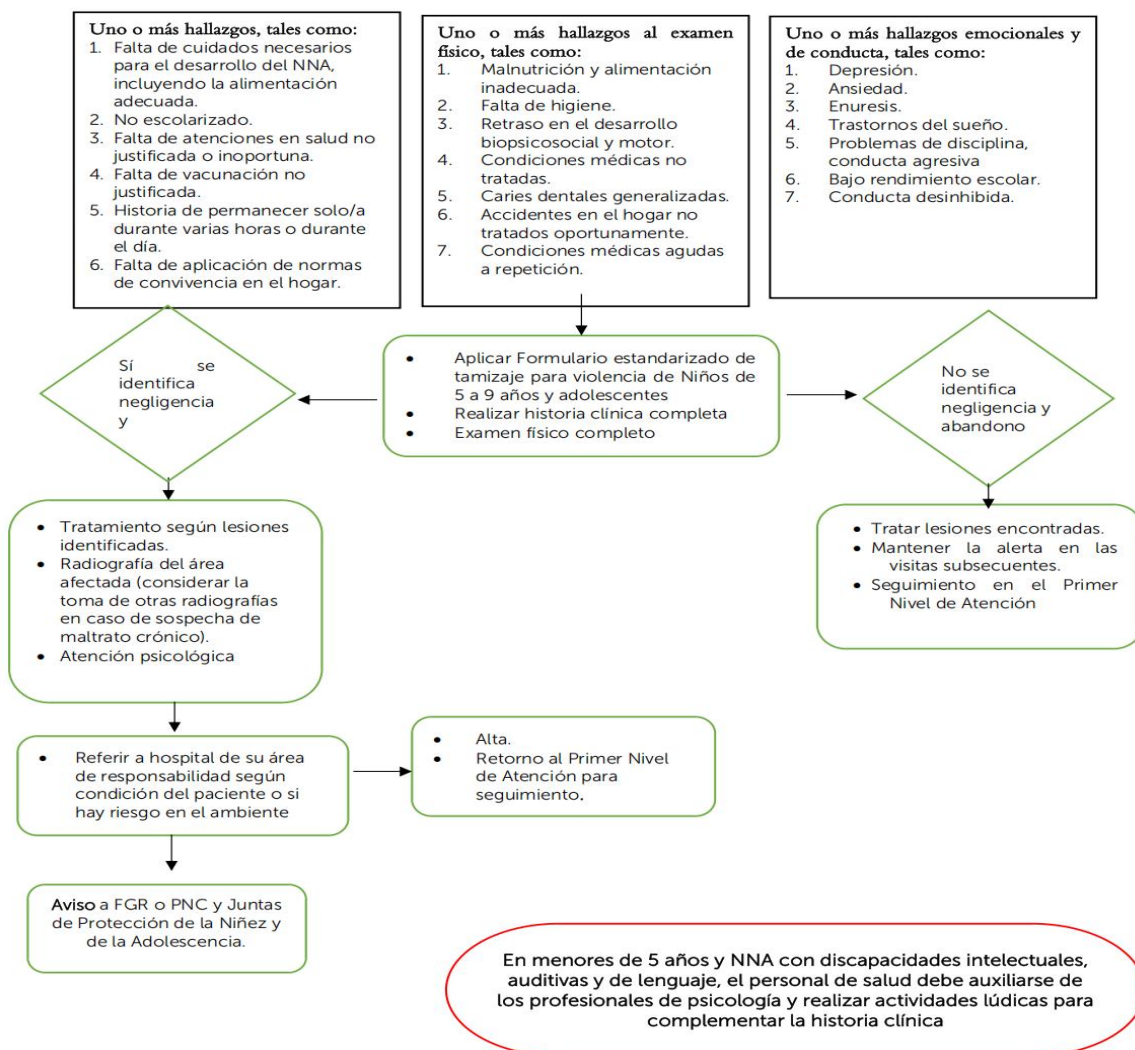 Uno o más hallazgos, tales como:
1. Falta de cuidados necesarios
para el desarrollo del NNA,
incluyendo la alimentación
adecuada.
2. No escolarizado.
3. Falta de atenciones en salud no
justificada o inoportuna.
4. Falta de vacunación no
justificada.
5. Historia de permanecer solo/a
durante varias horas o durante
el día.
6. Falta de aplicación de normas
de convivencia en el hogar.
Uno o más hallazgos al examen
físico, tales como:
1. Malnutrición y alimentación
inadecuada.
2. Falta de higiene.
3. Retraso en el desarrollo
biopsicosocial y motor.
4. Condiciones médicas no
tratadas.
5. Caries dentales generalizadas.
6. Accidentes en el hogar no
tratados oportunamente.
7. Condiciones médicas agudas
a repetición.
Uno o más hallazgos emocionales y
de conducta, tales como:
1. Depresión.
2. Ansiedad.
3. Enuresis.
4. Trastornos del sueño.
5. Problemas de disciplina,
conducta agresiva
6. Bajo rendimiento escolar.
7. Conducta desinhibida.
Sí se
identifica
negligencia
y
• Aplicar Formulario estandarizado de
tamizaje para violencia de Niños de
5 a 9 años y adolescentes
• Realizar historia clínica completa
• Examen físico completo
No se
identifica
negligencia y
abandono
• Tratamiento según lesiones
identificadas.
• Radiografía del área
afectada (considerar la
toma de otras radiografías
en caso de sospecha de
maltrato crónico).
• Atención psicológica
• Tratar lesiones encontradas.
• Mantener la alerta en las
visitas subsecuentes.
• Seguimiento en el Primer
Nivel de Atención
• Referir a hospital de su área
de responsabilidad según
condición del paciente o si
hay riesgo en el ambiente
• Alta.
• Retorno al Primer Nivel
de Atención para
seguimiento.
Aviso a FGR o PNC y Juntas
de Protección de la Niñez y
de la Adolescencia.
En menores de 5 años y NNA con discapacidades intelectuales,
auditivas y de lenguaje, el personal de salud debe auxiliarse de
los profesionales de psicología y realizar actividades lúdicas para
complementar la historia clínica